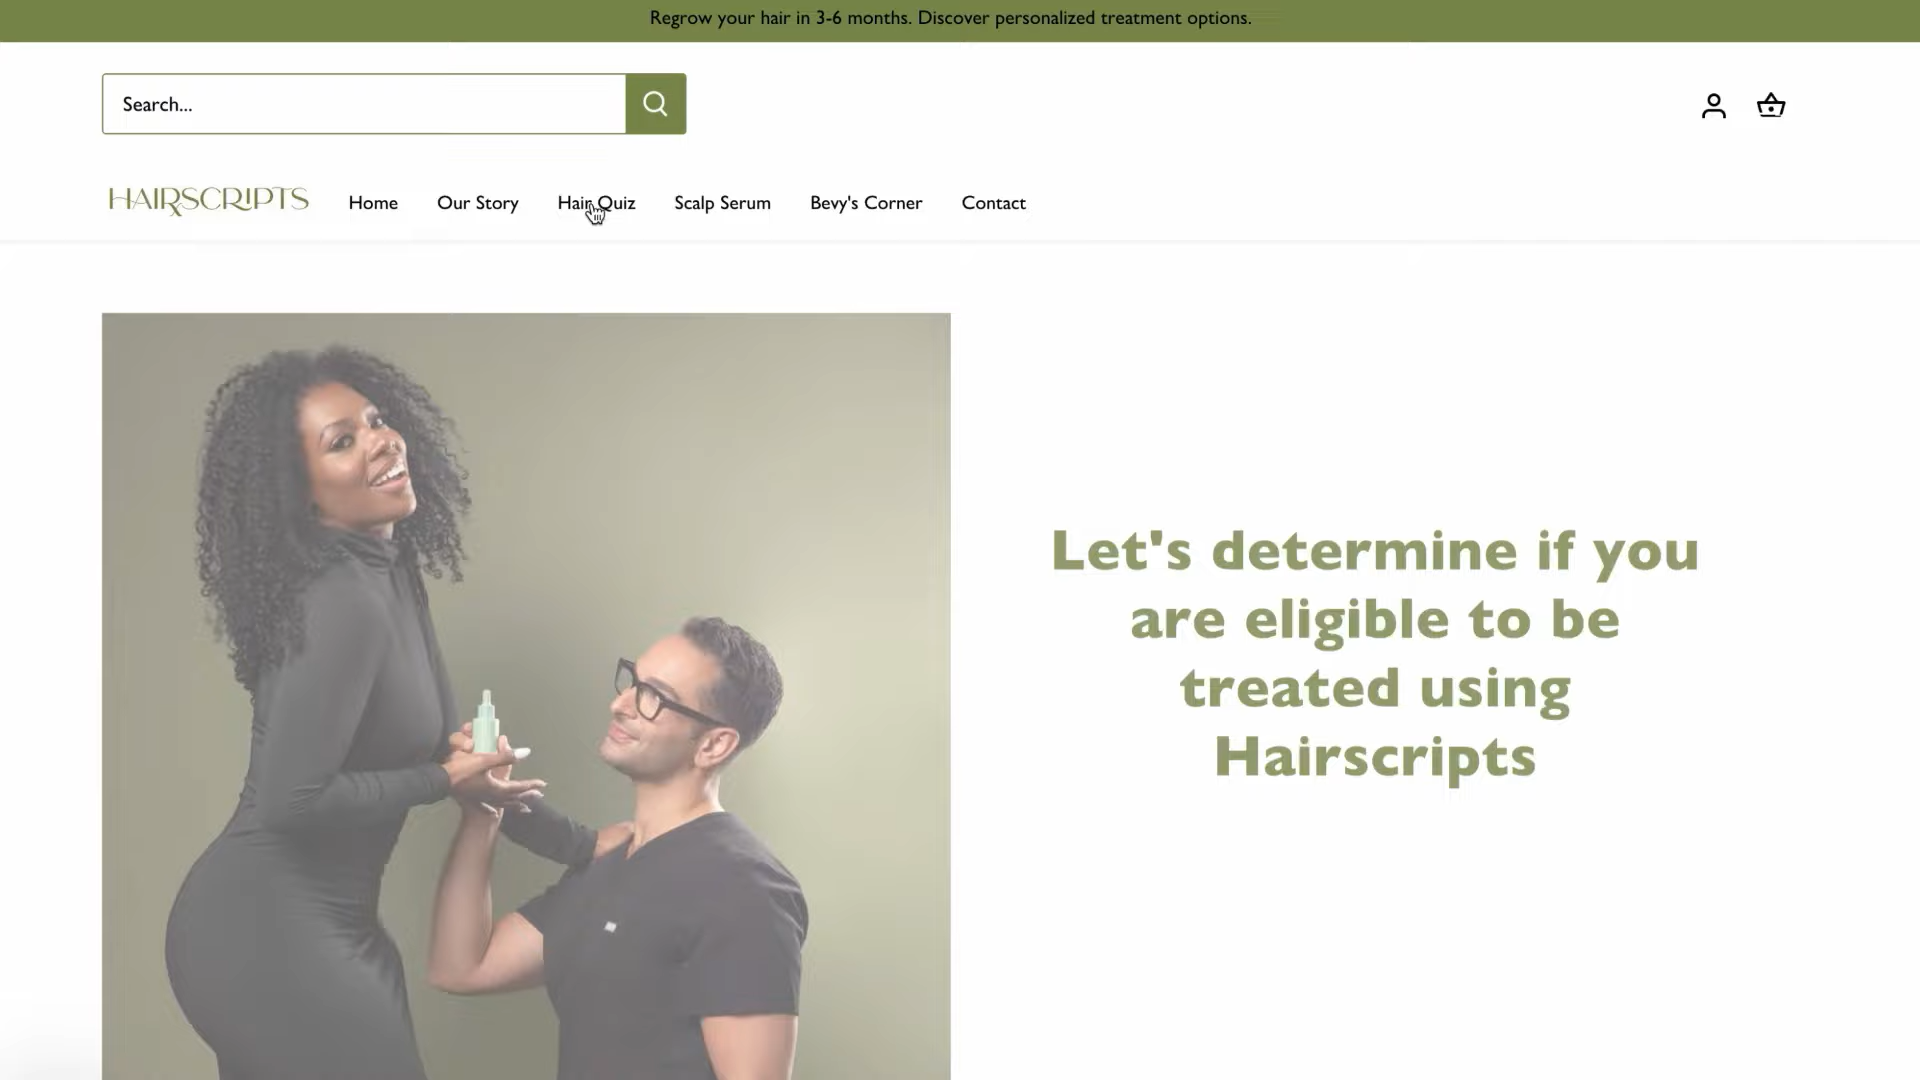 Regrow your hair in 3-6 months. Discover personalized treatment options.
Search...
HAIRSCRIPTS
Home
Our Story
Hair Quiz
Scalp Serum
Bevy's Corner
Contact
Let's determine if you
are eligible to be
treated using
Hairscripts